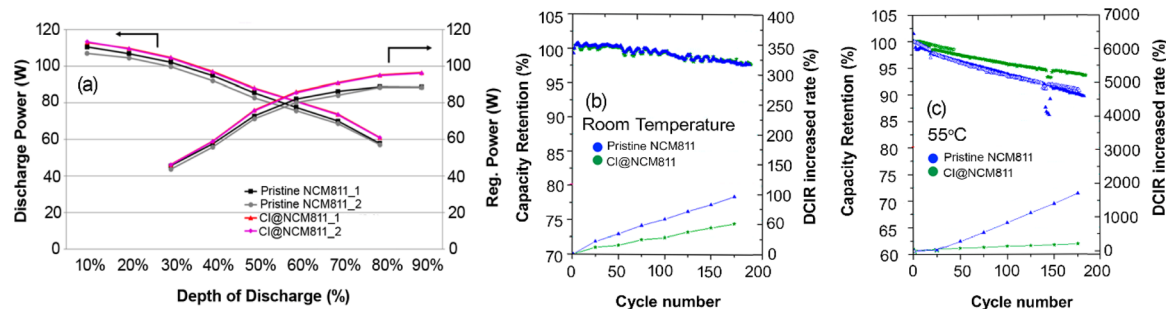 120
100
80
60
40
20
0
Discharge Power (W)
(a)
Pristine NCM811_1
Pristine NCM811_2
Cl@NCM811_1
Cl@NCM811_2
10% 20% 30% 40% 50% 60% 70% 80% 90%
Depth of Discharge (%)
120
100
80
60
40
20
0
Reg. Power (W)
105
100
95
90
85
80
75
70
Capacity Retention (%)
(b)
Room Temperature
Pristine NCM811
Cl@NCM811
0 50 100 150 200
Cycle number
400
350
300
250
200
150
100
50
0
DCIR increased rate (%)
105
100
95
90
85
80
75
70
65
60
Capacity Retention (%)
(c)
55°C
Pristine NCM811
Cl@NCM811
0 50 100 150 200
Cycle number
7000
6000
5000
4000
3000
2000
1000
0
DCIR increased rate (%)